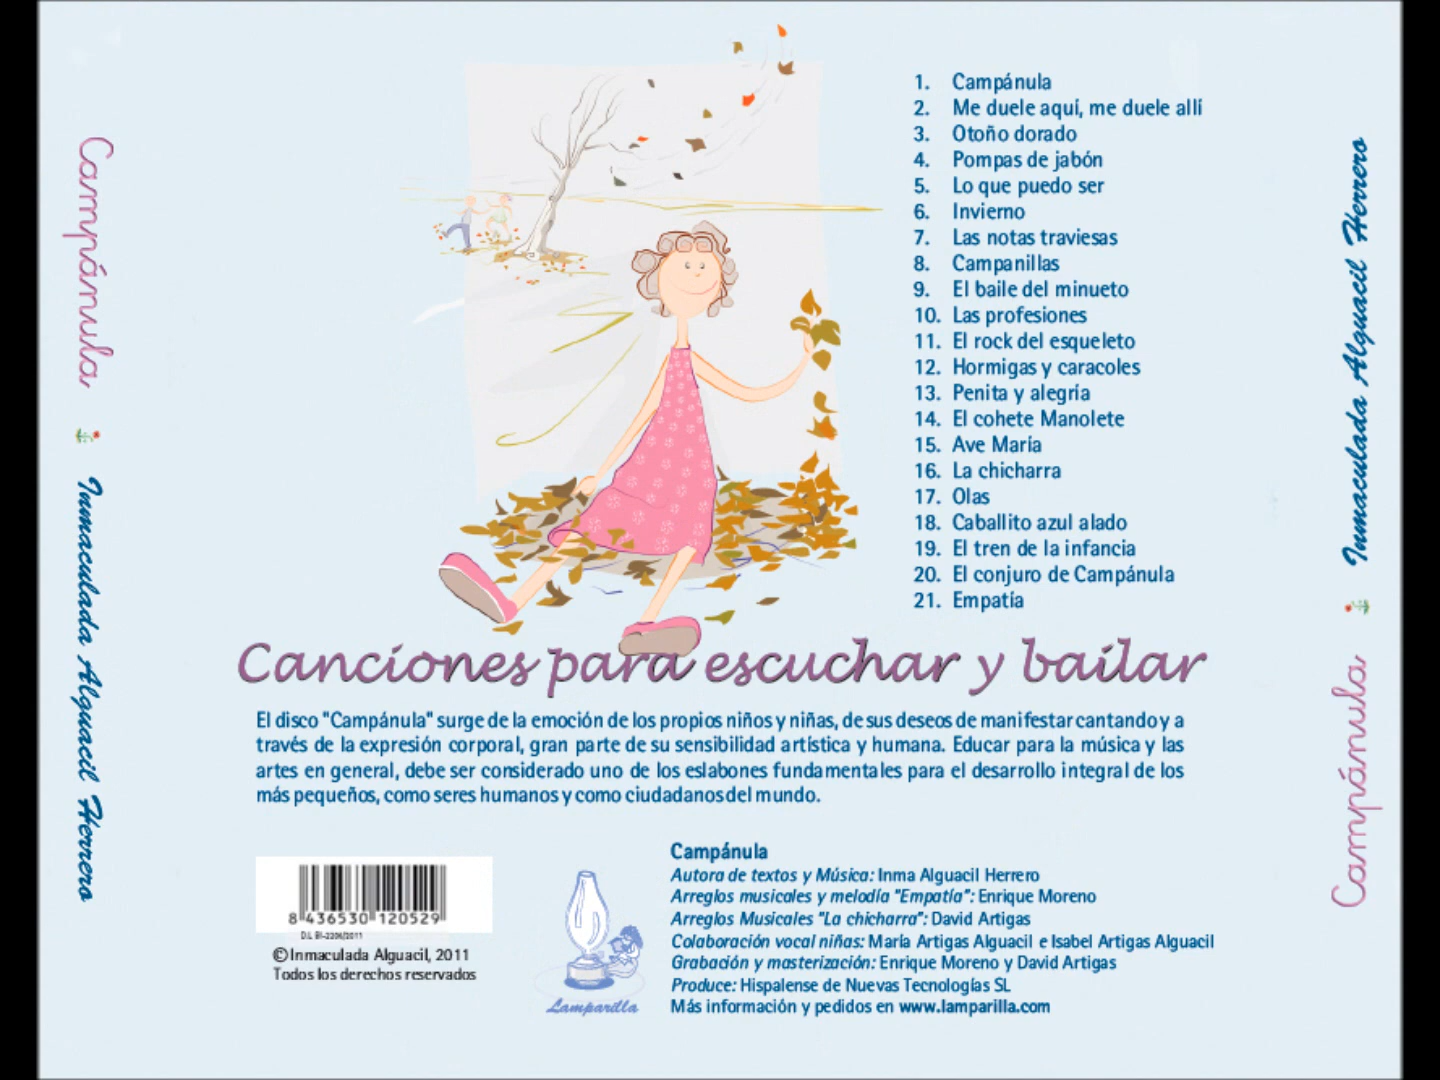 Campánula
Inmaculada Alguacil Herrero
1. Campánula
2. Me duele aquí, me duele allí
3. Otoño dorado
4. Pompas de jabón
5. Lo que puedo ser
6. Invierno
7. Las notas traviesas
8. Campanillas
9. El baile del minueto
10. Las profesiones
11. El rock del esqueleto
12. Hormigas y caracoles
13. Penita y alegría
14. El cohete Manolete
15. Ave María
16. La chicharra
17. Olas
18. Caballito azul alado
19. El tren de la infancia
20. El conjuro de Campánula
21. Empatía
Canciones para escuchar y bailar
El disco "Campánula" surge de la emoción de los propios niños y niñas, de sus deseos de manifestar cantando y a
través de la expresión corporal, gran parte de su sensibilidad artística y humana. Educar para la música y las
artes en general, debe ser considerado uno de los eslabones fundamentales para el desarrollo integral de los
más pequeños, como seres humanos y como ciudadanos del mundo.
8 436530 120529
©Inmaculada Alguacil, 2011
Todos los derechos reservados
Lamparilla
Campánula
Autora de textos y Música: Inma Alguacil Herrero
Arreglos musicales y melodía "Empatía": Enrique Moreno
Arreglos Musicales "La chicharra": David Artigas
Colaboración vocal niñas: María Artigas Alguacil e Isabel Artigas Alguacil
Grabación y masterización: Enrique Moreno y David Artigas
Produce: Hispalense de Nuevas Tecnologías SL
Más información y pedidos en www.lamparilla.com
Campánula
Inmaculada Alguacil Herrero